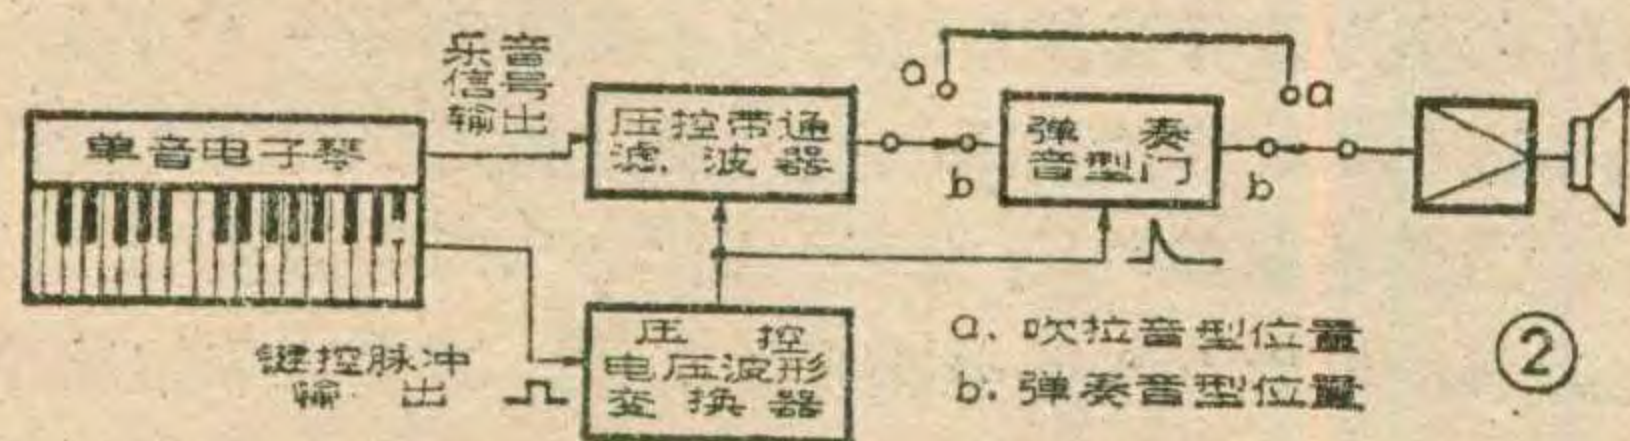 乐音
信号
输出
单音电子琴
压控带通
滤波器
a
a
弹奏
音型门
b
b
键控脉冲
输出
压控
电压波形
变换器
a. 吹拉音型位置
b. 弹奏音型位置
②